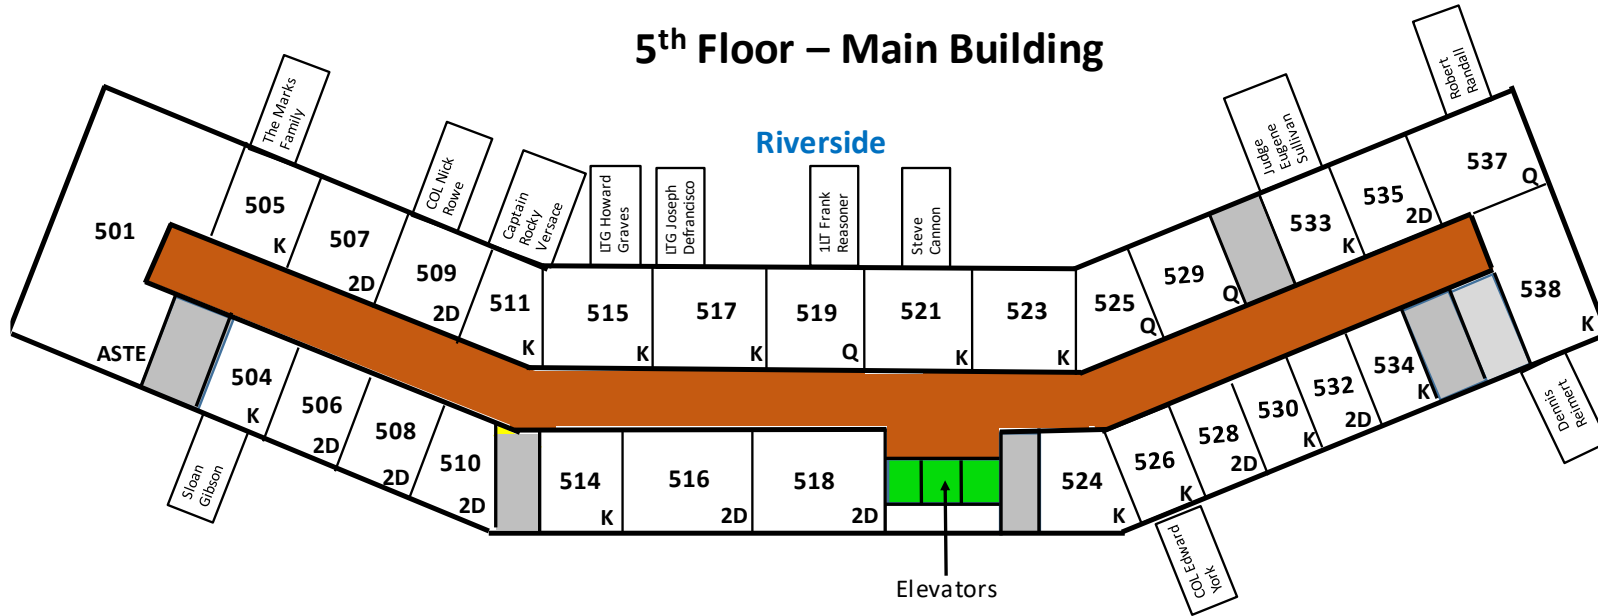 5th Floor – Main Building
Riverside
The Marks
Family
COL Nick
Rowe
Captain
Rocky
Versace
LTG Howard
Graves
LTG Joseph
Defrancisco
1LT Frank
Reasoner
Steve
Cannon
Judge
Eugene
Sullivan
Robert
Randall
501
ASTE
505
K
507
2D
509
2D
511
K
515
K
517
K
519
Q
521
K
523
K
525
Q
529
Q
533
K
535
2D
537
Q
538
K
504
K
506
2D
508
2D
510
2D
514
K
516
2D
518
2D
524
K
526
K
528
2D
530
K
532
2D
534
K
Sloan
Gibson
Elevators
COL Edward
York
Dennis
Reimert